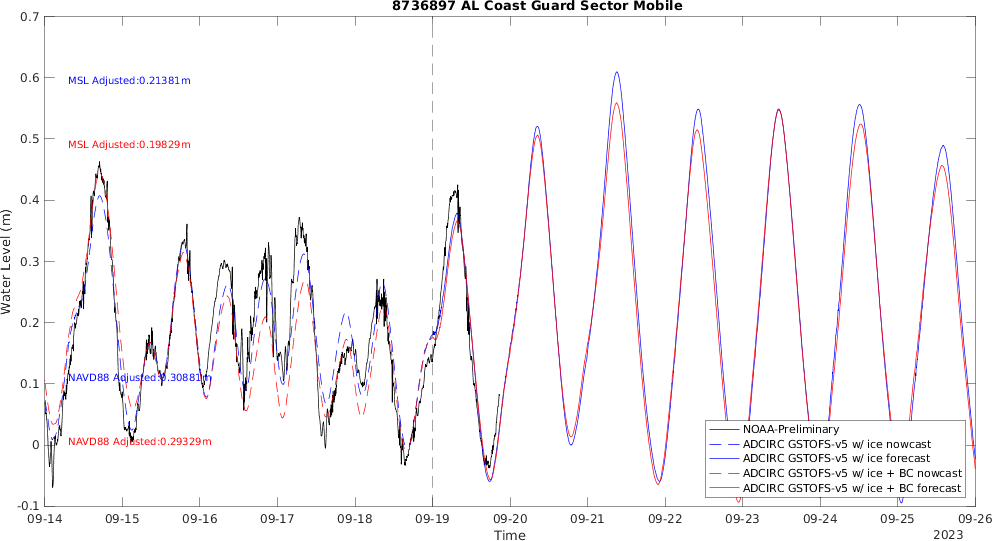 8736897 AL Coast Guard Sector Mobile
0.7
0.6
0.5
0.4
0.3
0.2
0.1
0
-0.1
Water Level (m)
MSL Adjusted:0.21381m
MSL Adjusted:0.19829m
NAVD88 Adjusted:0.30881m
NAVD88 Adjusted:0.29329m
NOAA-Preliminary
ADCIRC GSTOFS-v5 w/ ice nowcast
ADCIRC GSTOFS-v5 w/ ice forecast
ADCIRC GSTOFS-v5 w/ ice + BC nowcast
ADCIRC GSTOFS-v5 w/ ice + BC forecast
09-14 09-15 09-16 09-17 09-18 09-19 09-20 09-21 09-22 09-23 09-24 09-25 09-26
Time
2023